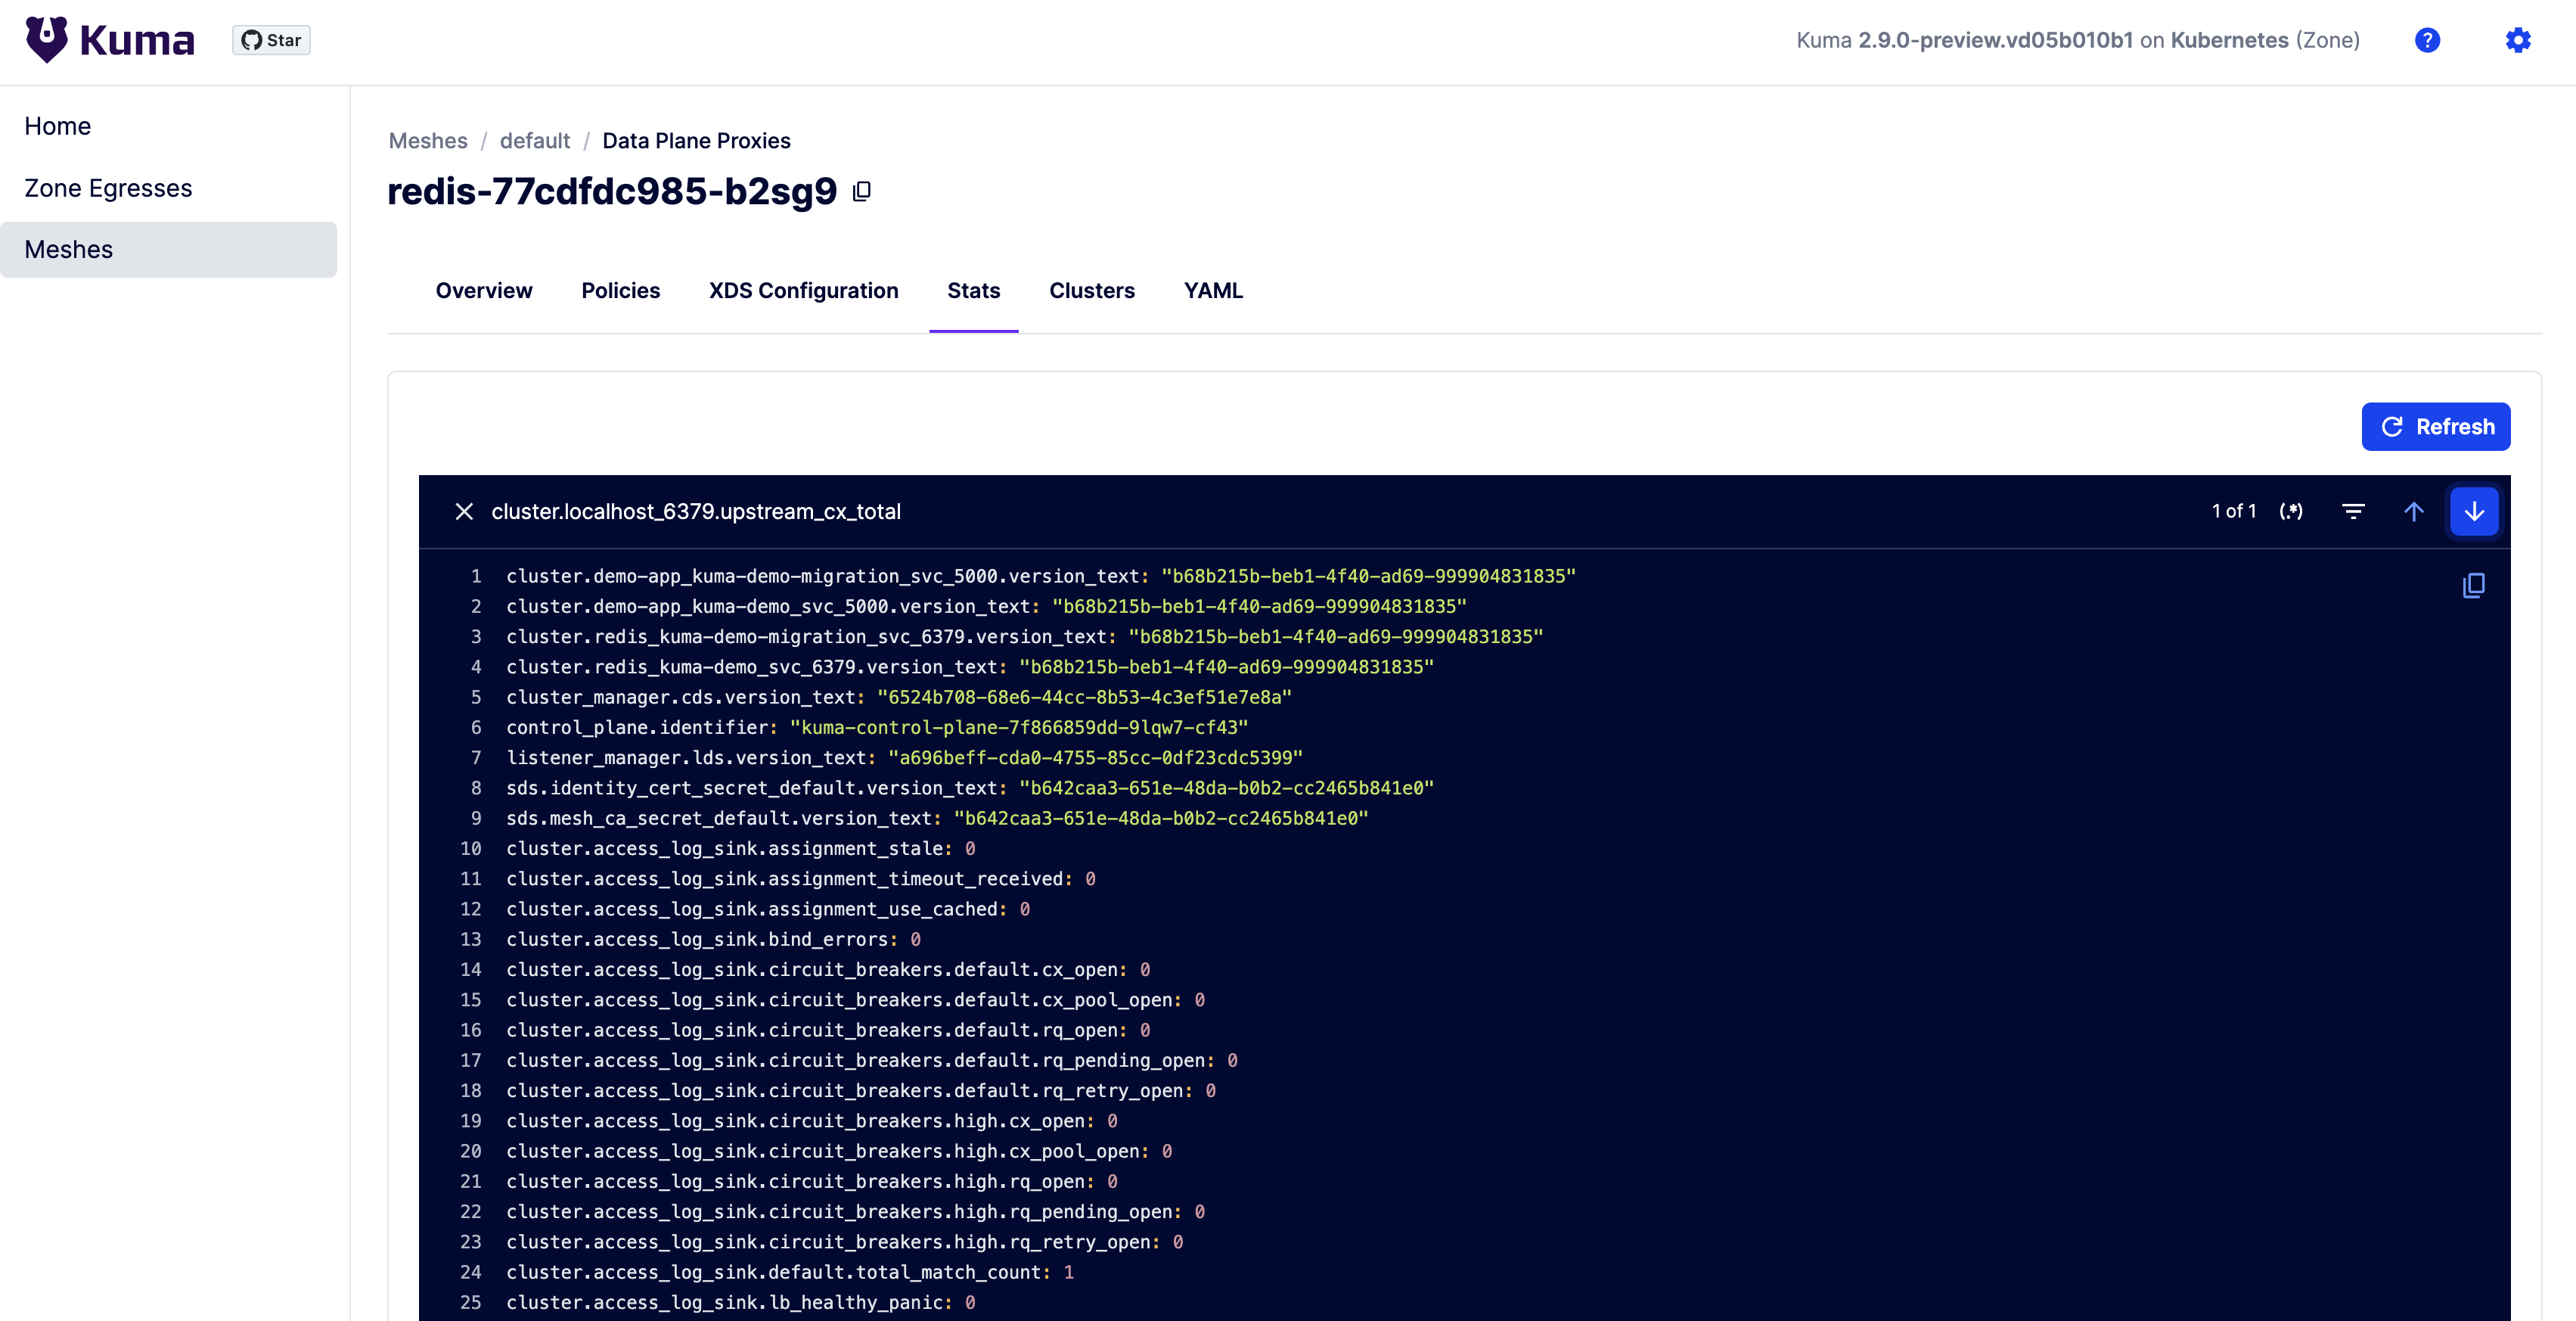 Kuma
Star
Kuma 2.9.0-preview.vd05b010b1 on Kubernetes (Zone)
Home
Zone Egresses
Meshes
Meshes / default / Data Plane Proxies
redis-77cdfdc985-b2sg9
Overview Policies XDS Configuration Stats Clusters YAML
Refresh
cluster.localhost_6379.upstream_cx_total 1 of 1 (.*)
1 cluster.demo-app_kuma-demo-migration_svc_5000.version_text: "b68b215b-beb1-4f40-ad69-999904831835"
2 cluster.demo-app_kuma-demo_svc_5000.version_text: "b68b215b-beb1-4f40-ad69-999904831835"
3 cluster.redis_kuma-demo-migration_svc_6379.version_text: "b68b215b-beb1-4f40-ad69-999904831835"
4 cluster.redis_kuma-demo_svc_6379.version_text: "b68b215b-beb1-4f40-ad69-999904831835"
5 cluster_manager.cds.version_text: "6524b708-68e6-44cc-8b53-4c3ef51e7e8a"
6 control_plane.identifier: "kuma-control-plane-7f866859dd-9lqw7-cf43"
7 listener_manager.lds.version_text: "a696beff-cda0-4755-85cc-0df23cdc5399"
8 sds.identity_cert_secret_default.version_text: "b642caa3-651e-48da-b0b2-cc2465b841e0"
9 sds.mesh_ca_secret_default.version_text: "b642caa3-651e-48da-b0b2-cc2465b841e0"
10 cluster.access_log_sink.assignment_stale: 0
11 cluster.access_log_sink.assignment_timeout_received: 0
12 cluster.access_log_sink.assignment_use_cached: 0
13 cluster.access_log_sink.bind_errors: 0
14 cluster.access_log_sink.circuit_breakers.default.cx_open: 0
15 cluster.access_log_sink.circuit_breakers.default.cx_pool_open: 0
16 cluster.access_log_sink.circuit_breakers.default.rq_open: 0
17 cluster.access_log_sink.circuit_breakers.default.rq_pending_open: 0
18 cluster.access_log_sink.circuit_breakers.default.rq_retry_open: 0
19 cluster.access_log_sink.circuit_breakers.high.cx_open: 0
20 cluster.access_log_sink.circuit_breakers.high.cx_pool_open: 0
21 cluster.access_log_sink.circuit_breakers.high.rq_open: 0
22 cluster.access_log_sink.circuit_breakers.high.rq_pending_open: 0
23 cluster.access_log_sink.circuit_breakers.high.rq_retry_open: 0
24 cluster.access_log_sink.default.total_match_count: 1
25 cluster.access_log_sink.lb_healthy_panic: 0